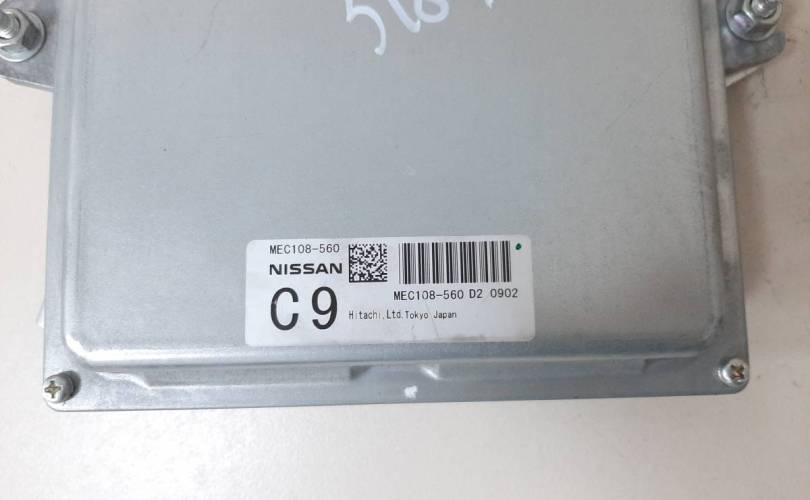 MEC108-560
NISSAN
C9
MEC108-560 D2 0902
Hitachi,Ltd.Tokyo Japan